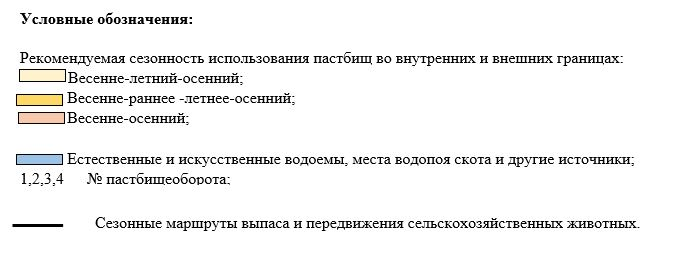 Условные обозначения:
Рекомендуемая сезонность использования пастбищ во внутренних и внешних границах:
Весенне-летний-осенний;
Весенне-раннее -летнее-осенний;
Весенне-осенний;
Естественные и искусственные водоемы, места водопоя скота и другие источники;
1,2,3,4 № пастбищеоборота;
Сезонные маршруты выпаса и передвижения сельскохозяйственных животных.